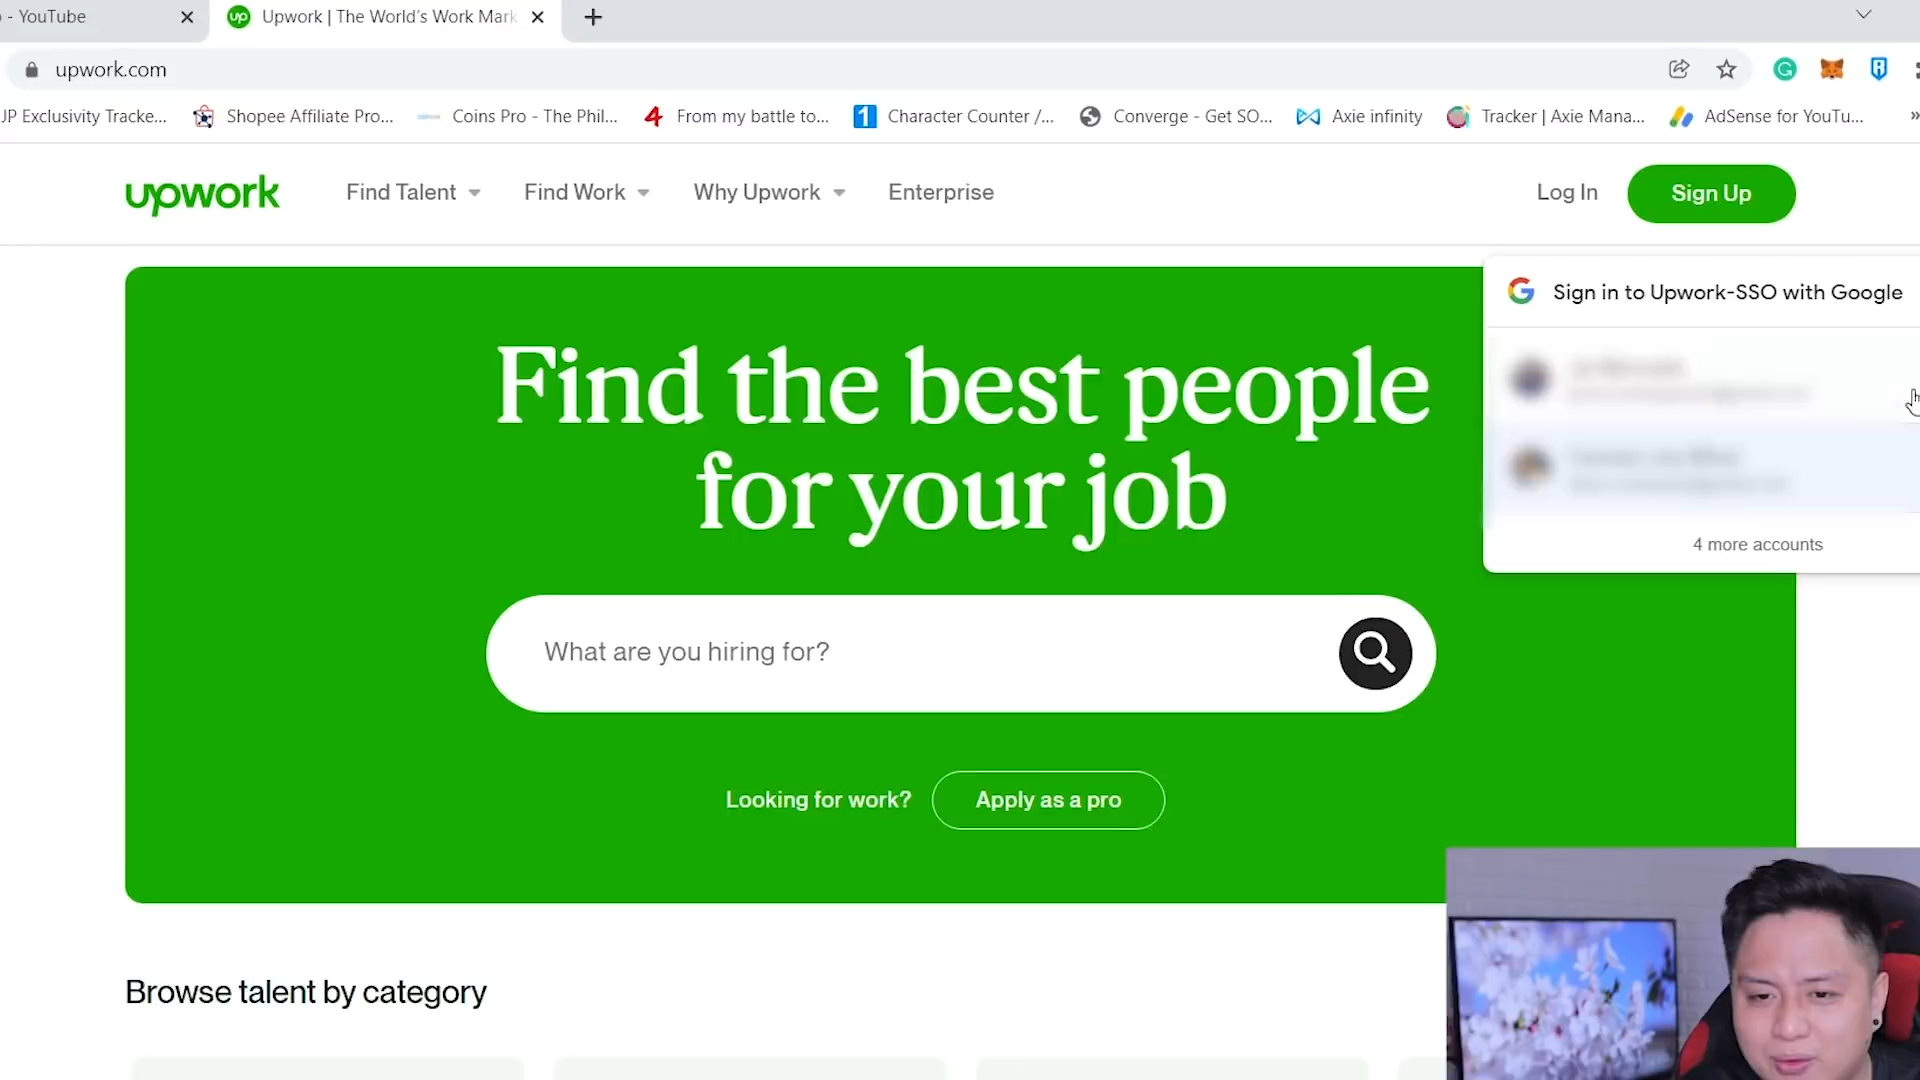 - YouTube
Upwork | The World's Work Mark
upwork.com
JP Exclusivity Tracke...
Shopee Affiliate Pro...
Coins Pro - The Phil...
From my battle to...
Character Counter /...
Converge - Get SO...
Axie infinity
Tracker | Axie Mana...
AdSense for YouTu...
»
upwork
Find Talent
Find Work
Why Upwork
Enterprise
Log In
Sign Up
Sign in to Upwork-SSO with Google
4 more accounts
Find the best people
for your job
What are you hiring for?
Looking for work?
Apply as a pro
Browse talent by category